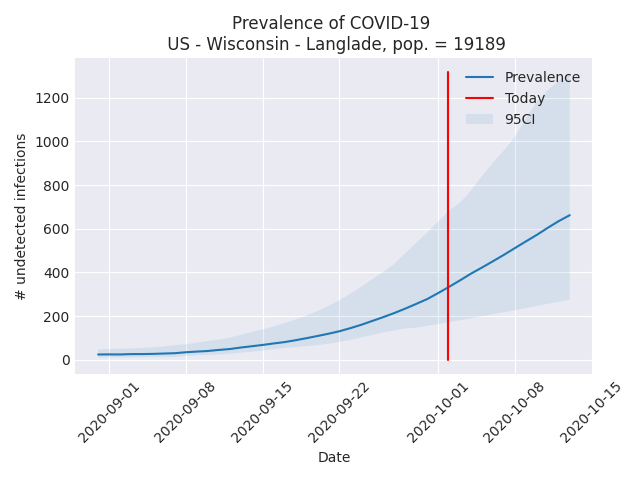 Prevalence of COVID-19
US - Wisconsin - Langlade, pop. = 19189
Prevalence
Today
95CI
1200
1000
800
600
400
200
0
# undetected infections
2020-09-01
2020-09-08
2020-09-15
2020-09-22
2020-10-01
2020-10-08
2020-10-15
Date